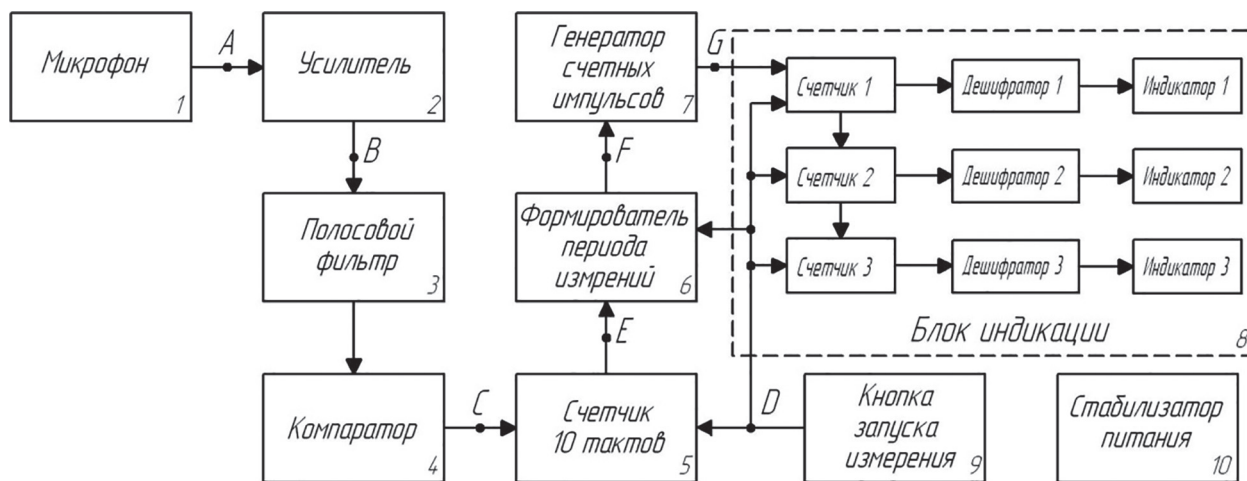 Микрофон
1
A
Усилитель
2
B
Полосовой
фильтр
3
Компаратор
4
C
Счетчик
10 тактов
5
E
Формирователь
периода
измрений
6
F
Генератор
счетных
импульсов
7
G
Счетчик 1
Дешифратор 1
Индикатор 1
Счетчик 2
Дешифратор 2
Индикатор 2
Счетчик 3
Дешифратор 3
Индикатор 3
Блок индикации
8
D
Кнопка
запуска
измерения
9
Стабилизатор
питания
10